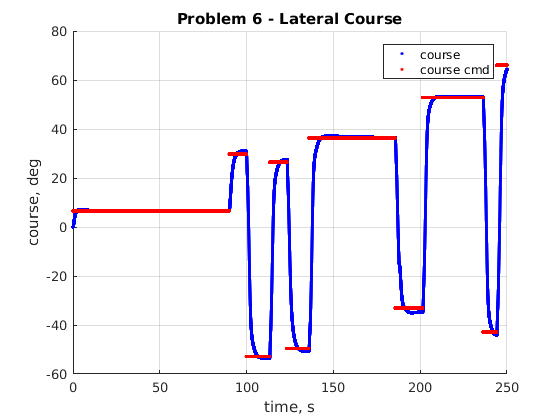 Problem 6 - Lateral Course
course
course cmd
course, deg
80
60
40
20
0
-20
-40
-60
0 50 100 150 200 250
time, s